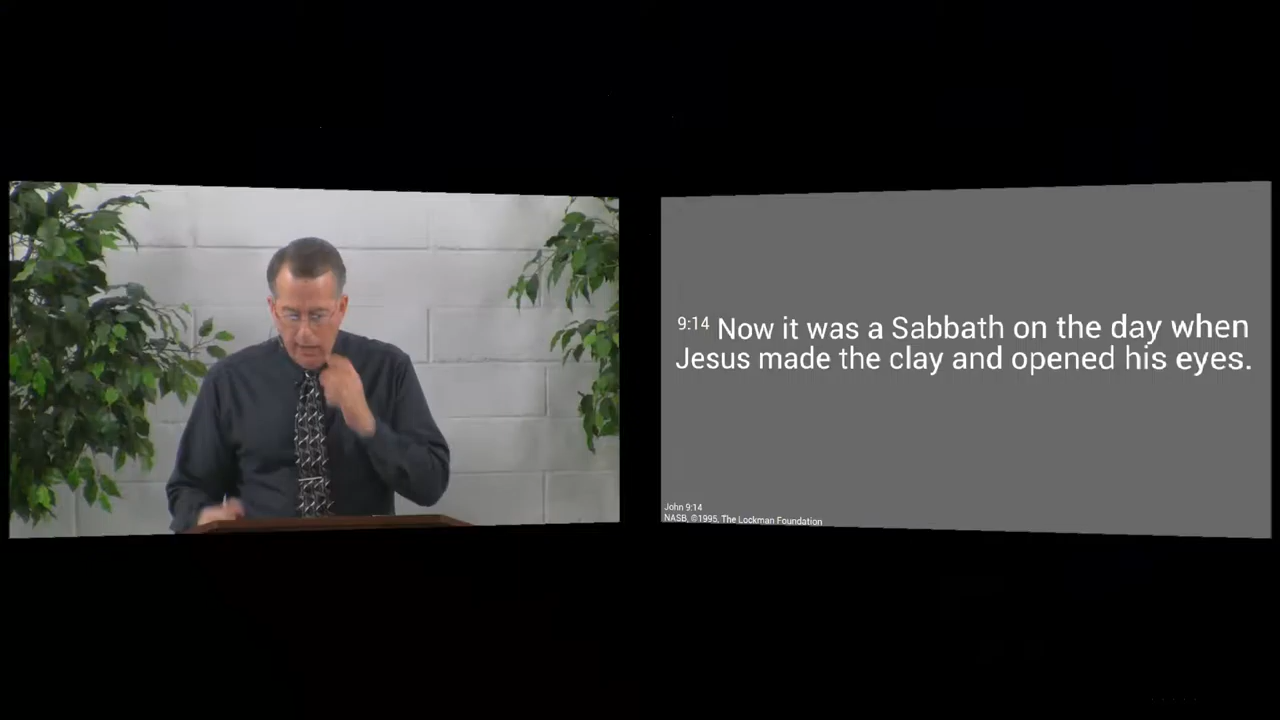 9:14 Now it was a Sabbath on the day when
Jesus made the clay and opened his eyes.
John 9:14
NASB, ©1995, The Lockman Foundation